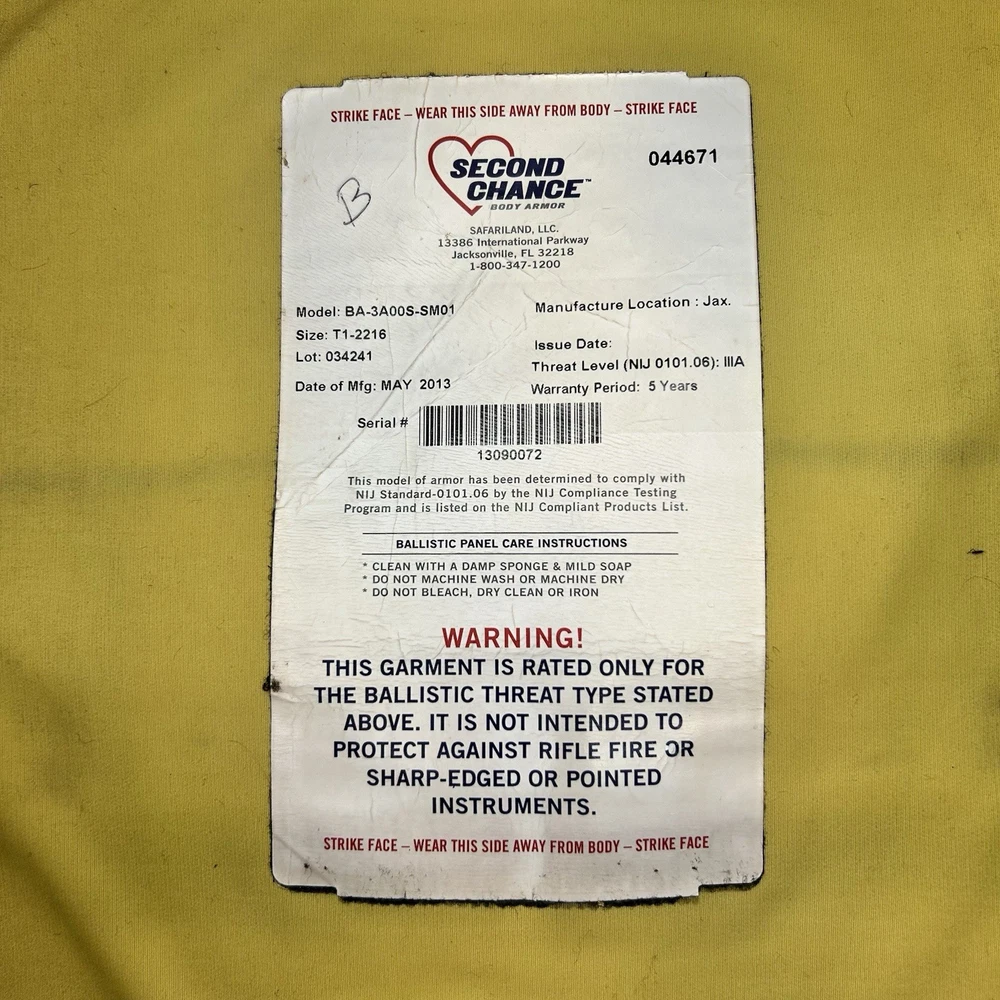 STRIKE FACE – WEAR THIS SIDE AWAY FROM BODY – STRIKE FACE
B
SECOND
CHANCE™
BODY ARMOR
044671
SAFARILAND, LLC.
13386 International Parkway
Jacksonville, FL 32218
1-800-347-1200
Model: BA-3A00S-SM01
Manufacture Location : Jax.
Size: T1-2216
Issue Date:
Lot: 034241
Threat Level (NIJ 0101.06): IIIA
Date of Mfg: MAY 2013
Warranty Period: 5 Years
Serial #
13090072
This model of armor has been determined to comply with
NIJ Standard-0101.06 by the NIJ Compliance Testing
Program and is listed on the NIJ Compliant Products List.
BALLISTIC PANEL CARE INSTRUCTIONS
* CLEAN WITH A DAMP SPONGE & MILD SOAP
* DO NOT MACHINE WASH OR MACHINE DRY
* DO NOT BLEACH, DRY CLEAN OR IRON
WARNING!
THIS GARMENT IS RATED ONLY FOR
THE BALLISTIC THREAT TYPE STATED
ABOVE. IT IS NOT INTENDED TO
PROTECT AGAINST RIFLE FIRE OR
SHARP-EDGED OR POINTED
INSTRUMENTS.
STRIKE FACE – WEAR THIS SIDE AWAY FROM BODY – STRIKE FACE